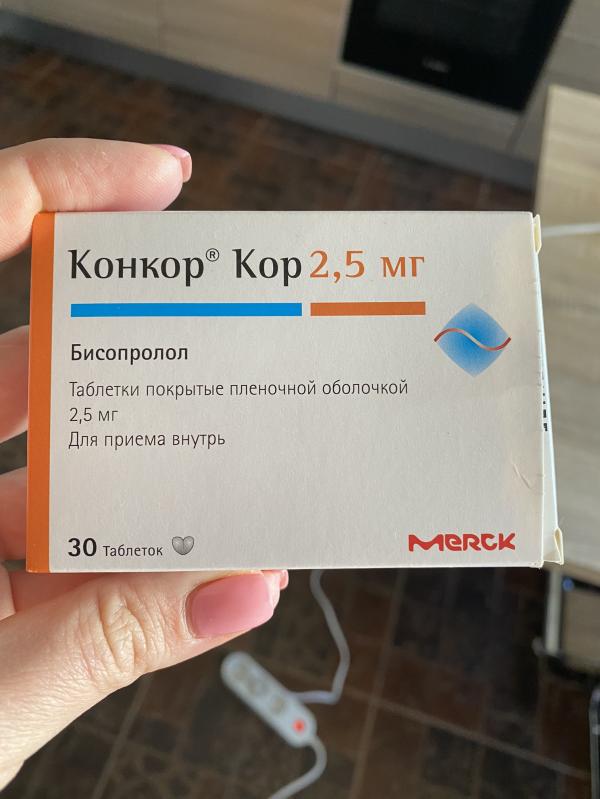 Конкор® Кор 2,5 мг
Бисопролол
Таблетки покрытые пленочной оболочкой
2,5 мг
Для приема внутрь
30 Таблеток
MERCK